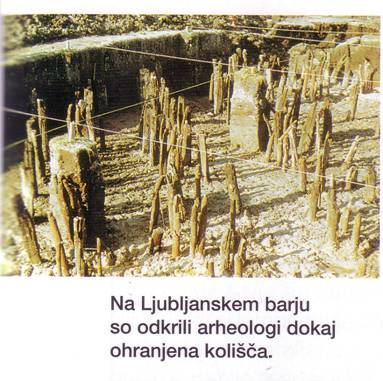 Na Ljubljanskem barju
so odkrili arheologi dokaj
ohranjena kolišča.